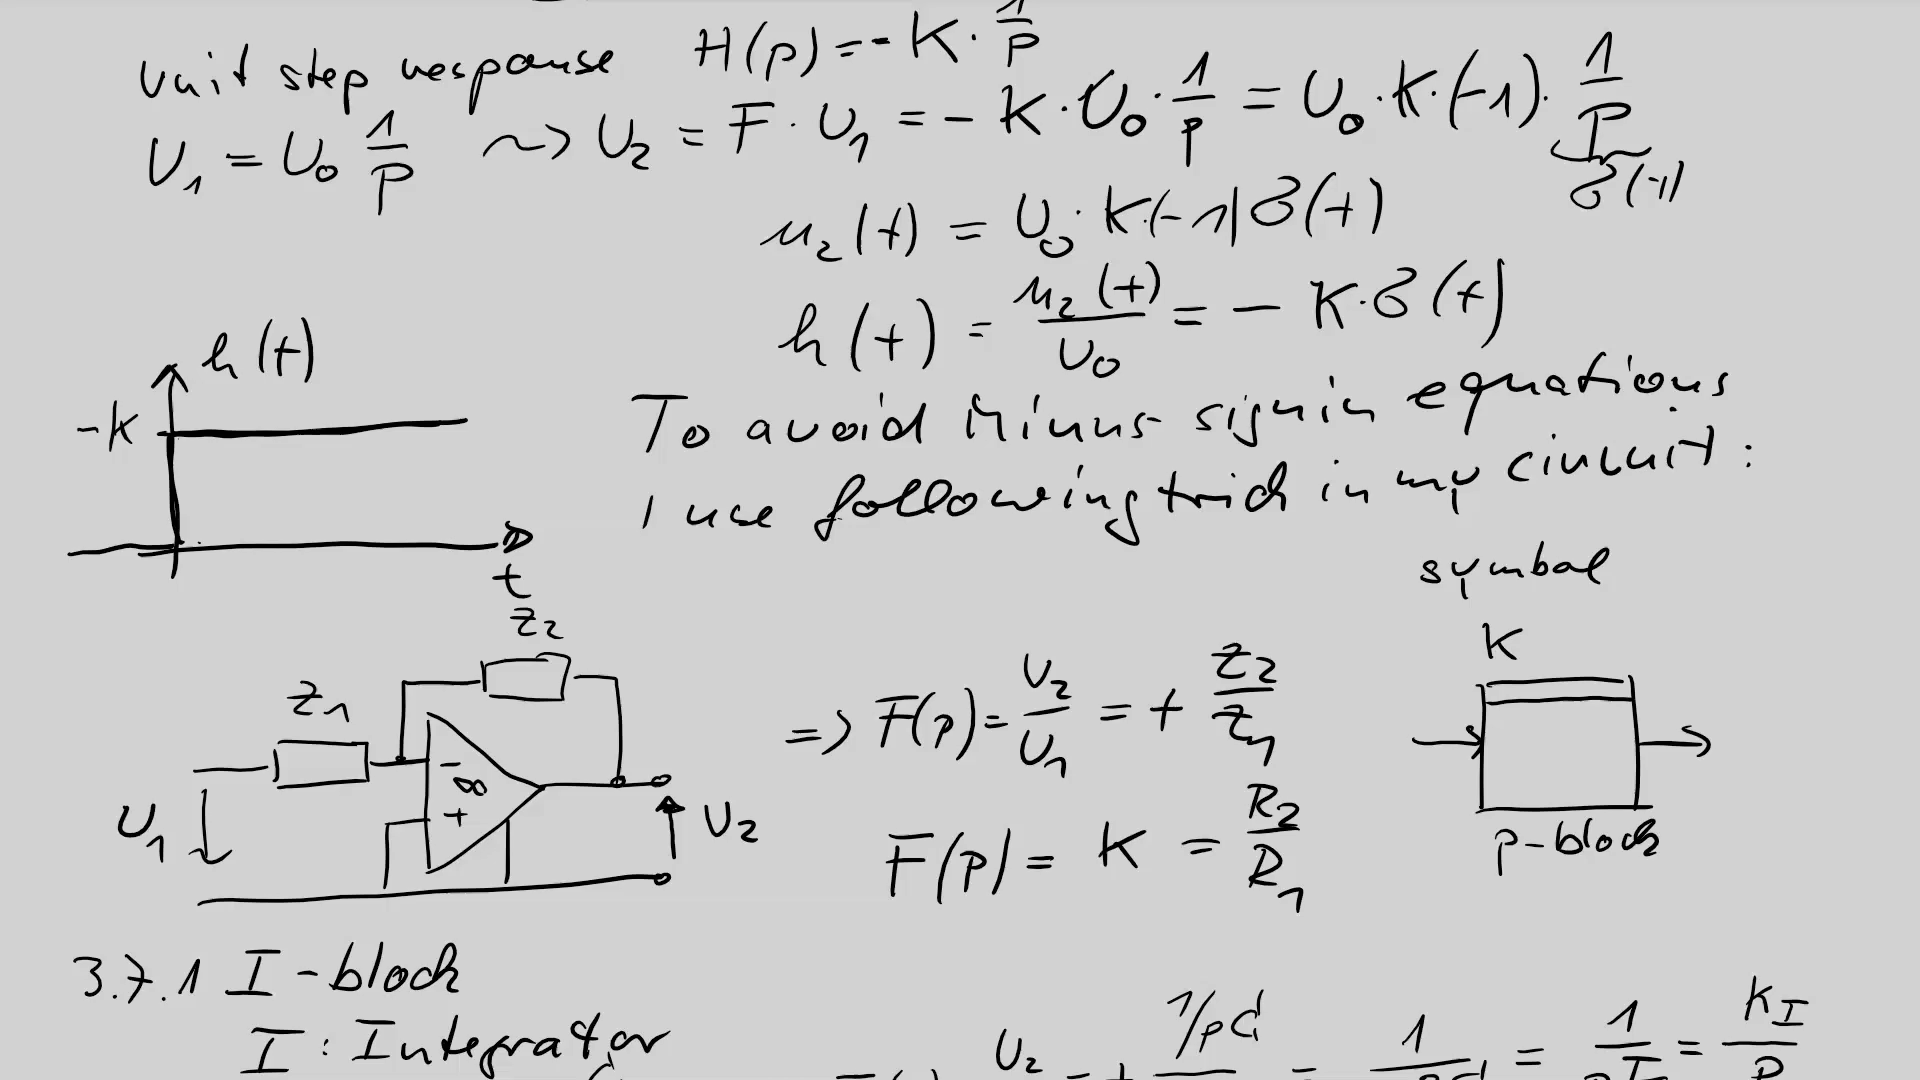 unit step response H(p) = - K · 1/p
U1 = U0 1/p ~> U2 = F · U1 = - K · U0 · 1/p = U0 · K · (-1) · 1/p
u2(t) = U0 · K(-1) σ(t)
h(t) = u2(t)/U0 = - K · σ(t)
h(t)
-K
t
To avoid Minus sign in equations
I use following trick in my circuit :
symbol
Z2
Z1
- ∞ +
U1
U2
=> F(p) = U2/U1 = + Z2/Z1
F(p) = K = R2/R1
K
p-block
3.7.1 I-block
I : Integrator